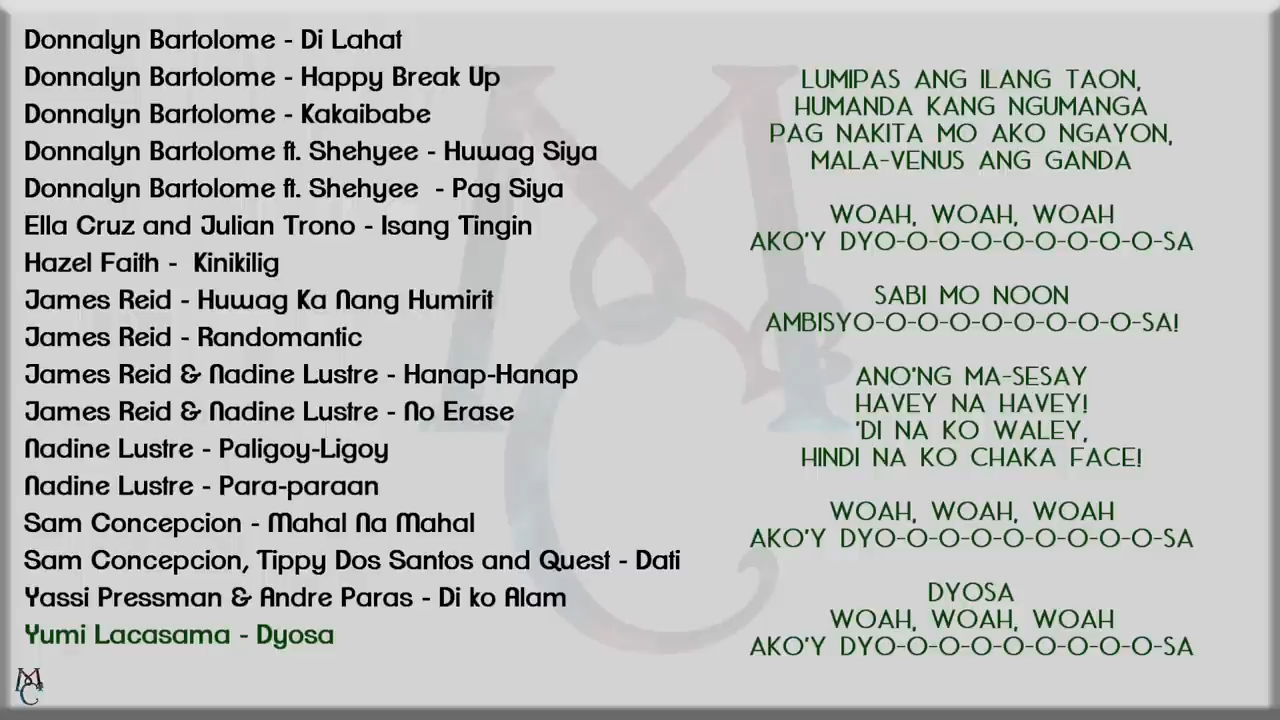 Donnalyn Bartolome - Di Lahat
Donnalyn Bartolome - Happy Break Up
Donnalyn Bartolome - Kakaibabe
Donnalyn Bartolome ft. Shehyee - Huwag Siya
Donnalyn Bartolome ft. Shehyee - Pag Siya
Ella Cruz and Julian Trono - Isang Tingin
Hazel Faith - Kinikilig
James Reid - Huwag Ka Nang Humirit
James Reid - Randomantic
James Reid & Nadine Lustre - Hanap-Hanap
James Reid & Nadine Lustre - No Erase
Nadine Lustre - Paligoy-Ligoy
Nadine Lustre - Para-paraan
Sam Concepcion - Mahal Na Mahal
Sam Concepcion, Tippy Dos Santos and Quest - Dati
Yassi Pressman & Andre Paras - Di ko Alam
Yumi Lacasama - Dyosa
MC
LUMIPAS ANG ILANG TAON,
HUMANDA KANG NGUMANGA
PAG NAKITA MO AKO NGAYON,
MALA-VENUS ANG GANDA
WOAH, WOAH, WOAH
AKO'Y DYO-O-O-O-O-O-O-O-O-SA
SABI MO NOON
AMBISYO-O-O-O-O-O-O-O-O-SA!
ANO'NG MA-SESAY
HAVEY NA HAVEY!
'DI NA KO WALEY,
HINDI NA KO CHAKA FACE!
WOAH, WOAH, WOAH
AKO'Y DYO-O-O-O-O-O-O-O-O-SA
DYOSA
WOAH, WOAH, WOAH
AKO'Y DYO-O-O-O-O-O-O-O-O-SA